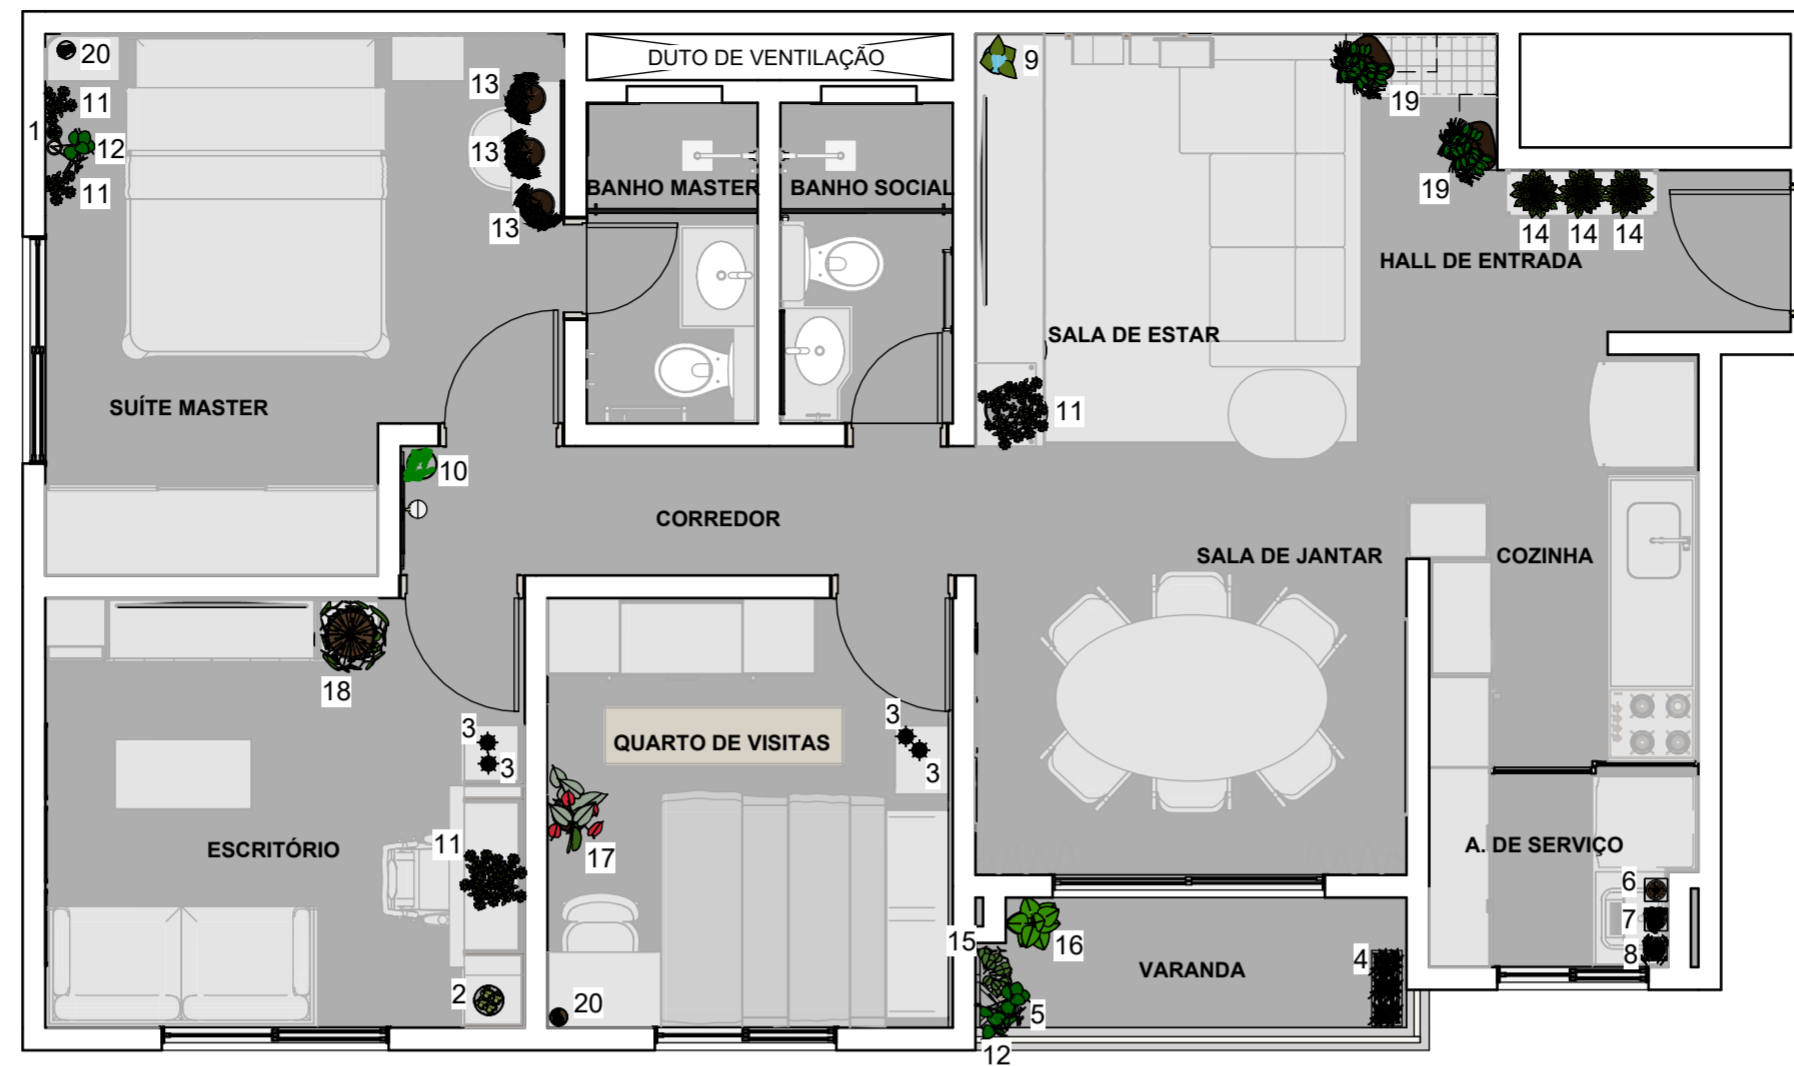 20
DUTO DE VENTILAÇÃO
9
13
11
19
1
12
13
BANHO MASTER
BANHO SOCIAL
11
19
13
14
14
14
HALL DE ENTRADA
SALA DE ESTAR
SUÍTE MASTER
11
10
CORREDOR
SALA DE JANTAR
COZINHA
18
3
3
3
3
QUARTO DE VISITAS
ESCRITÓRIO
11
17
A. DE SERVIÇO
6
7
15
16
8
4
VARANDA
2
20
5
12